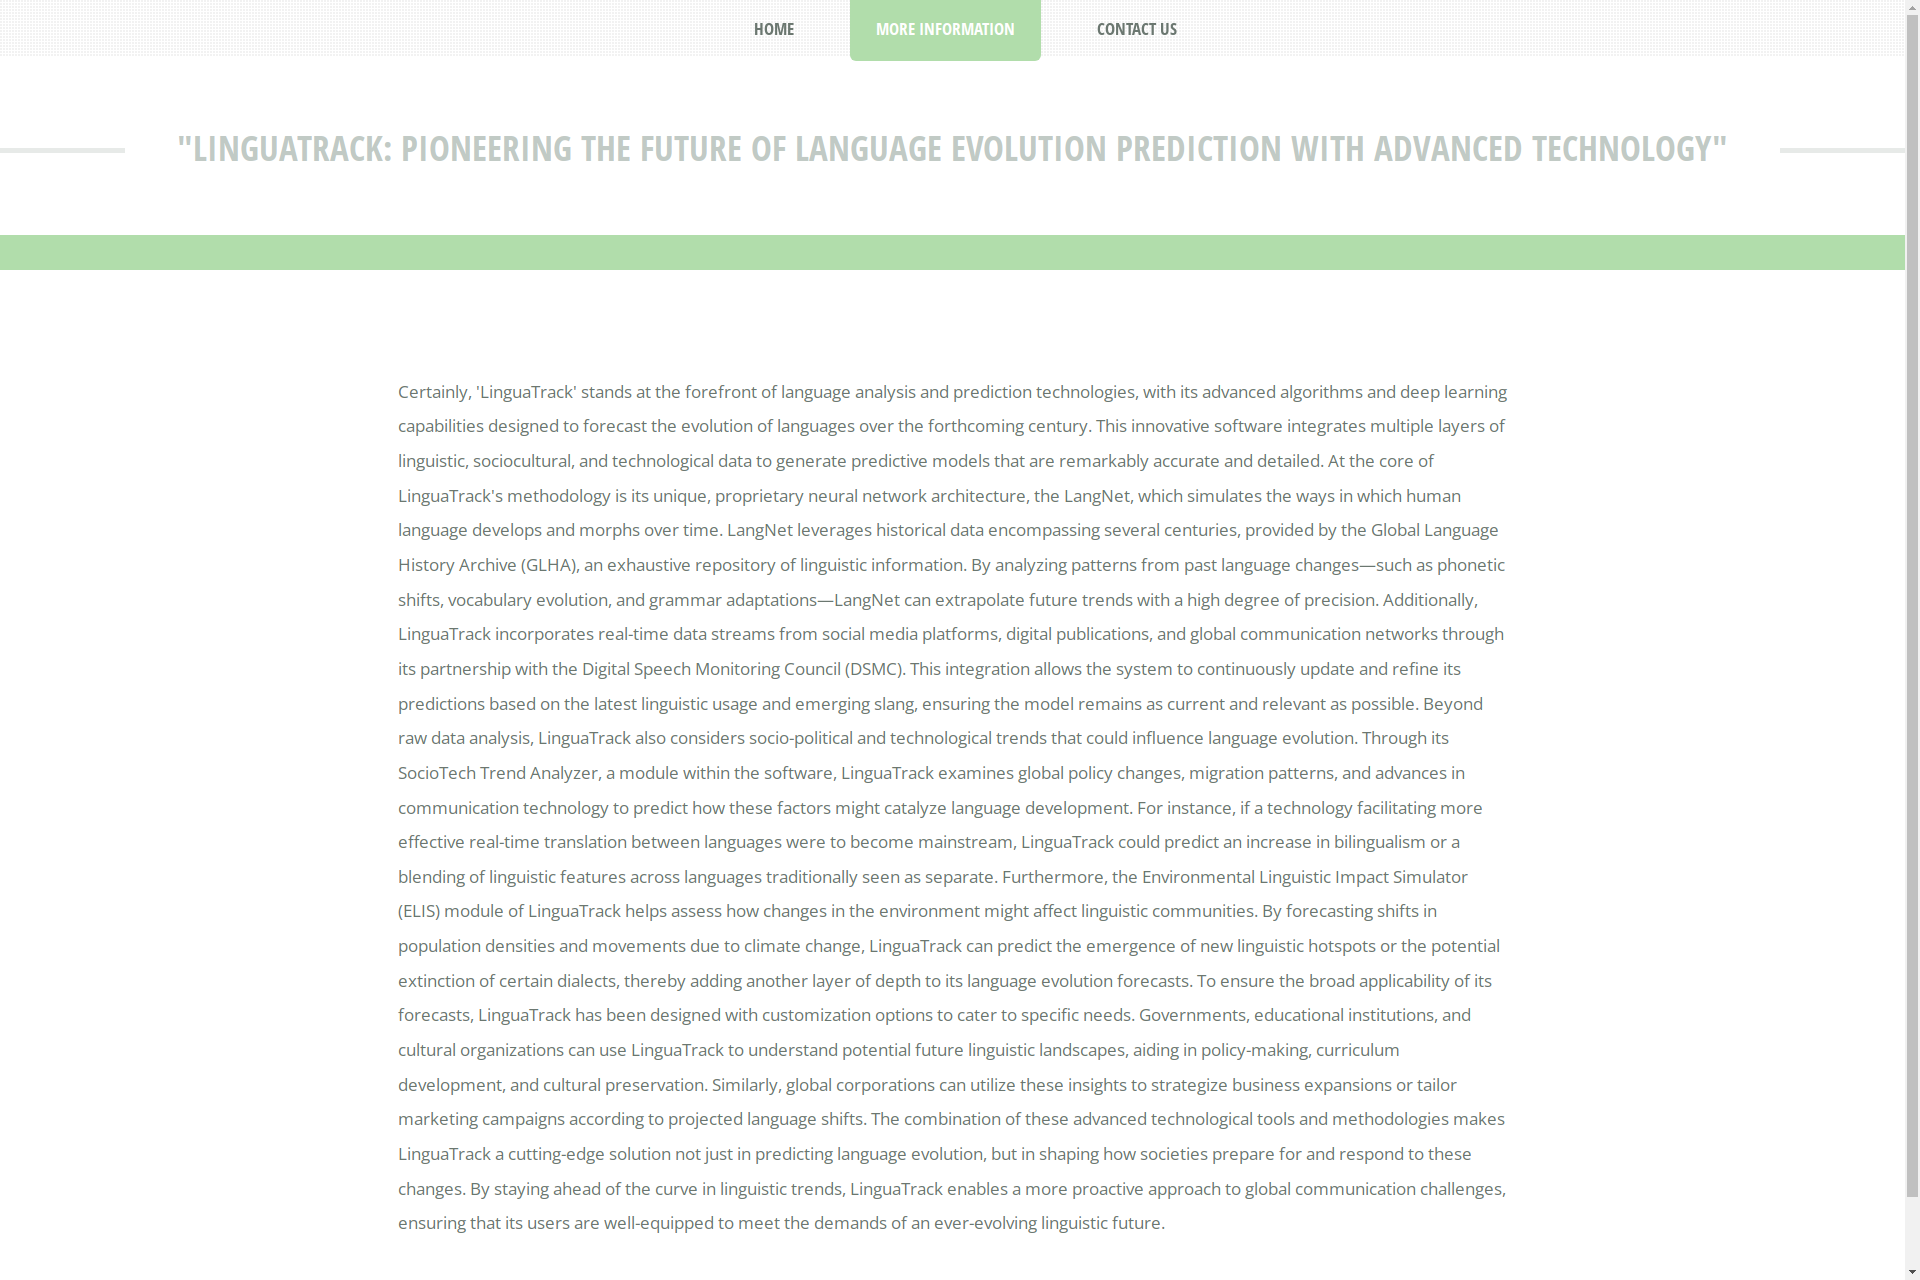 HOME
MORE INFORMATION
CONTACT US
"LINGUATRACK: PIONEERING THE FUTURE OF LANGUAGE EVOLUTION PREDICTION WITH ADVANCED TECHNOLOGY"
Certainly, 'LinguaTrack' stands at the forefront of language analysis and prediction technologies, with its advanced algorithms and deep learning
capabilities designed to forecast the evolution of languages over the forthcoming century. This innovative software integrates multiple layers of
linguistic, sociocultural, and technological data to generate predictive models that are remarkably accurate and detailed. At the core of
LinguaTrack's methodology is its unique, proprietary neural network architecture, the LangNet, which simulates the ways in which human
language develops and morphs over time. LangNet leverages historical data encompassing several centuries, provided by the Global Language
History Archive (GLHA), an exhaustive repository of linguistic information. By analyzing patterns from past language changes—such as phonetic
shifts, vocabulary evolution, and grammar adaptations—LangNet can extrapolate future trends with a high degree of precision. Additionally,
LinguaTrack incorporates real-time data streams from social media platforms, digital publications, and global communication networks through
its partnership with the Digital Speech Monitoring Council (DSMC). This integration allows the system to continuously update and refine its
predictions based on the latest linguistic usage and emerging slang, ensuring the model remains as current and relevant as possible. Beyond
raw data analysis, LinguaTrack also considers socio-political and technological trends that could influence language evolution. Through its
SocioTech Trend Analyzer, a module within the software, LinguaTrack examines global policy changes, migration patterns, and advances in
communication technology to predict how these factors might catalyze language development. For instance, if a technology facilitating more
effective real-time translation between languages were to become mainstream, LinguaTrack could predict an increase in bilingualism or a
blending of linguistic features across languages traditionally seen as separate. Furthermore, the Environmental Linguistic Impact Simulator
(ELIS) module of LinguaTrack helps assess how changes in the environment might affect linguistic communities. By forecasting shifts in
population densities and movements due to climate change, LinguaTrack can predict the emergence of new linguistic hotspots or the potential
extinction of certain dialects, thereby adding another layer of depth to its language evolution forecasts. To ensure the broad applicability of its
forecasts, LinguaTrack has been designed with customization options to cater to specific needs. Governments, educational institutions, and
cultural organizations can use LinguaTrack to understand potential future linguistic landscapes, aiding in policy-making, curriculum
development, and cultural preservation. Similarly, global corporations can utilize these insights to strategize business expansions or tailor
marketing campaigns according to projected language shifts. The combination of these advanced technological tools and methodologies makes
LinguaTrack a cutting-edge solution not just in predicting language evolution, but in shaping how societies prepare for and respond to these
changes. By staying ahead of the curve in linguistic trends, LinguaTrack enables a more proactive approach to global communication challenges,
ensuring that its users are well-equipped to meet the demands of an ever-evolving linguistic future.